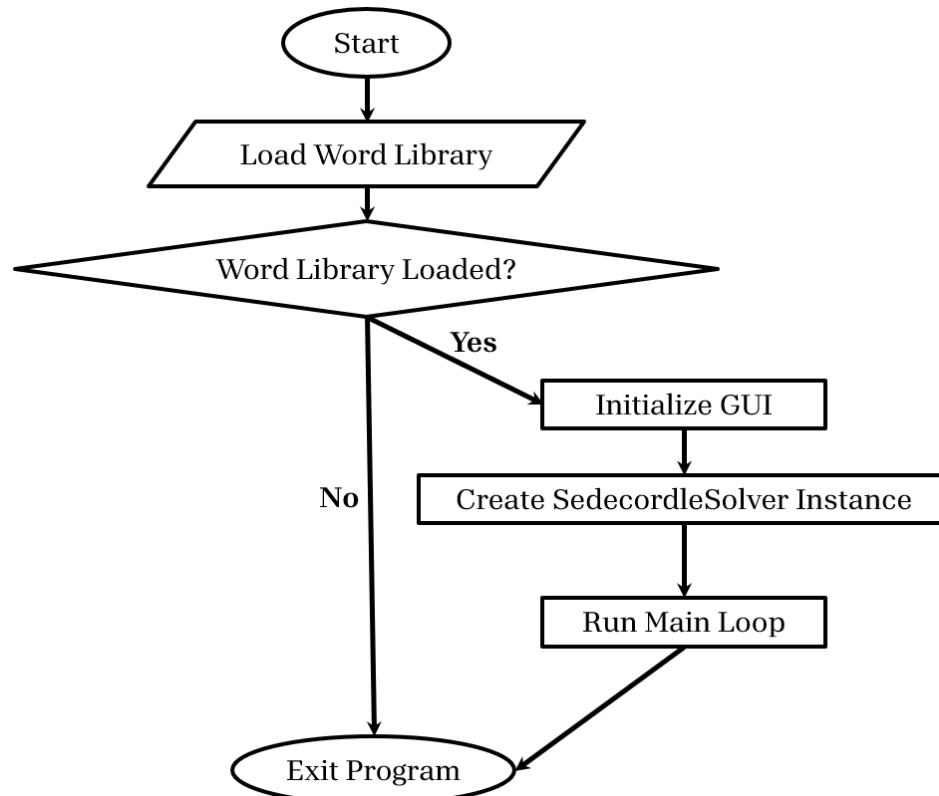 Start
Load Word Library
Word Library Loaded?
Yes
Initialize GUI
No
Create SedecordleSolver Instance
Run Main Loop
Exit Program